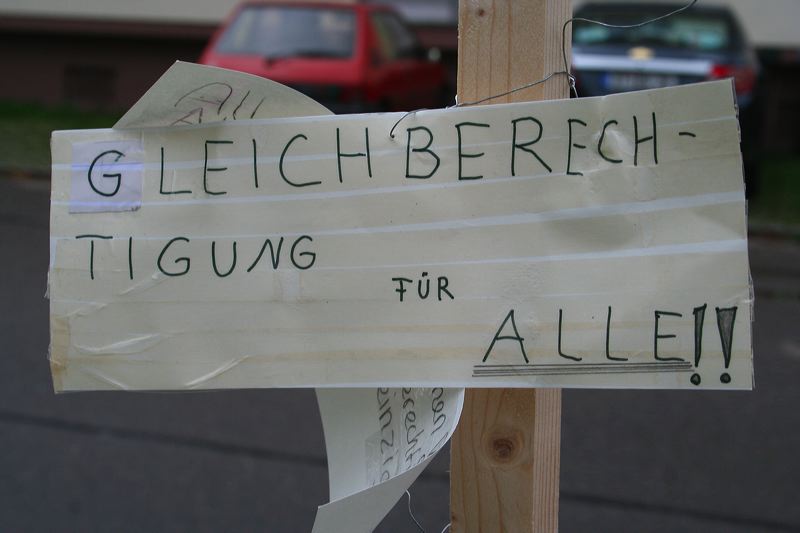 GLEICHBERECH-
TIGUNG
FÜR
ALLE!!